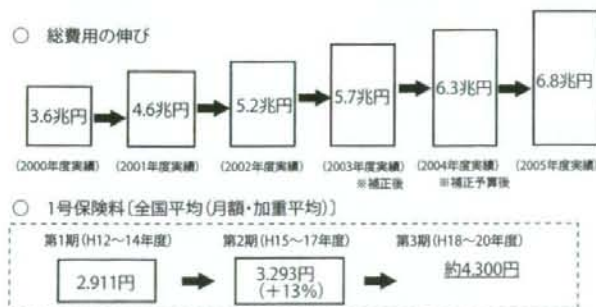 ○ 総費用の伸び
3.6兆円
4.6兆円
5.2兆円
5.7兆円
6.3兆円
6.8兆円
(2000年度実績)
(2001年度実績)
(2002年度実績)
(2003年度実績)
(2004年度実績)
(2005年度実績)
※補正後
※補正予算後
○ 1号保険料〔全国平均(月額・加重平均)〕
第1期(H12～14年度)
第2期(H15～17年度)
第3期(H18～20年度)
2.911円
3.293円
(+13%)
約4.300円